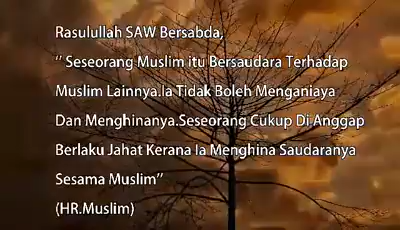 Rasulullah SAW Bersabda,
" Seseorang Muslim itu Bersaudara Terhadap
Muslim Lainnya.Ia Tidak Boleh Menganiaya
Dan Menghinanya.Seseorang Cukup Di Anggap
Berlaku Jahat Kerana Ia Menghina Saudaranya
Sesama Muslim"
(HR.Muslim)